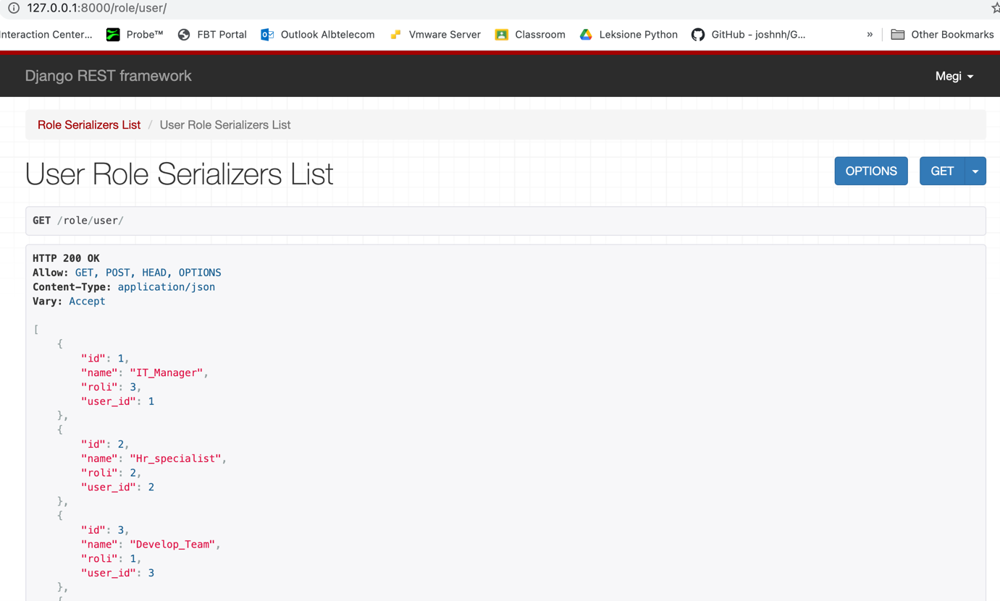 127.0.0.1:8000/role/user/
nteraction Center... Probe™ FBT Portal Outlook Albtelecom Vmware Server Classroom Leksione Python GitHub - joshnh/G... » Other Bookmarks
Django REST framework Megi
Role Serializers List / User Role Serializers List
User Role Serializers List OPTIONS GET
GET /role/user/
HTTP 200 OK
Allow: GET, POST, HEAD, OPTIONS
Content-Type: application/json
Vary: Accept
[
    {
        "id": 1,
        "name": "IT_Manager",
        "roli": 3,
        "user_id": 1
    },
    {
        "id": 2,
        "name": "Hr_specialist",
        "roli": 2,
        "user_id": 2
    },
    {
        "id": 3,
        "name": "Develop_Team",
        "roli": 1,
        "user_id": 3
    },
    {